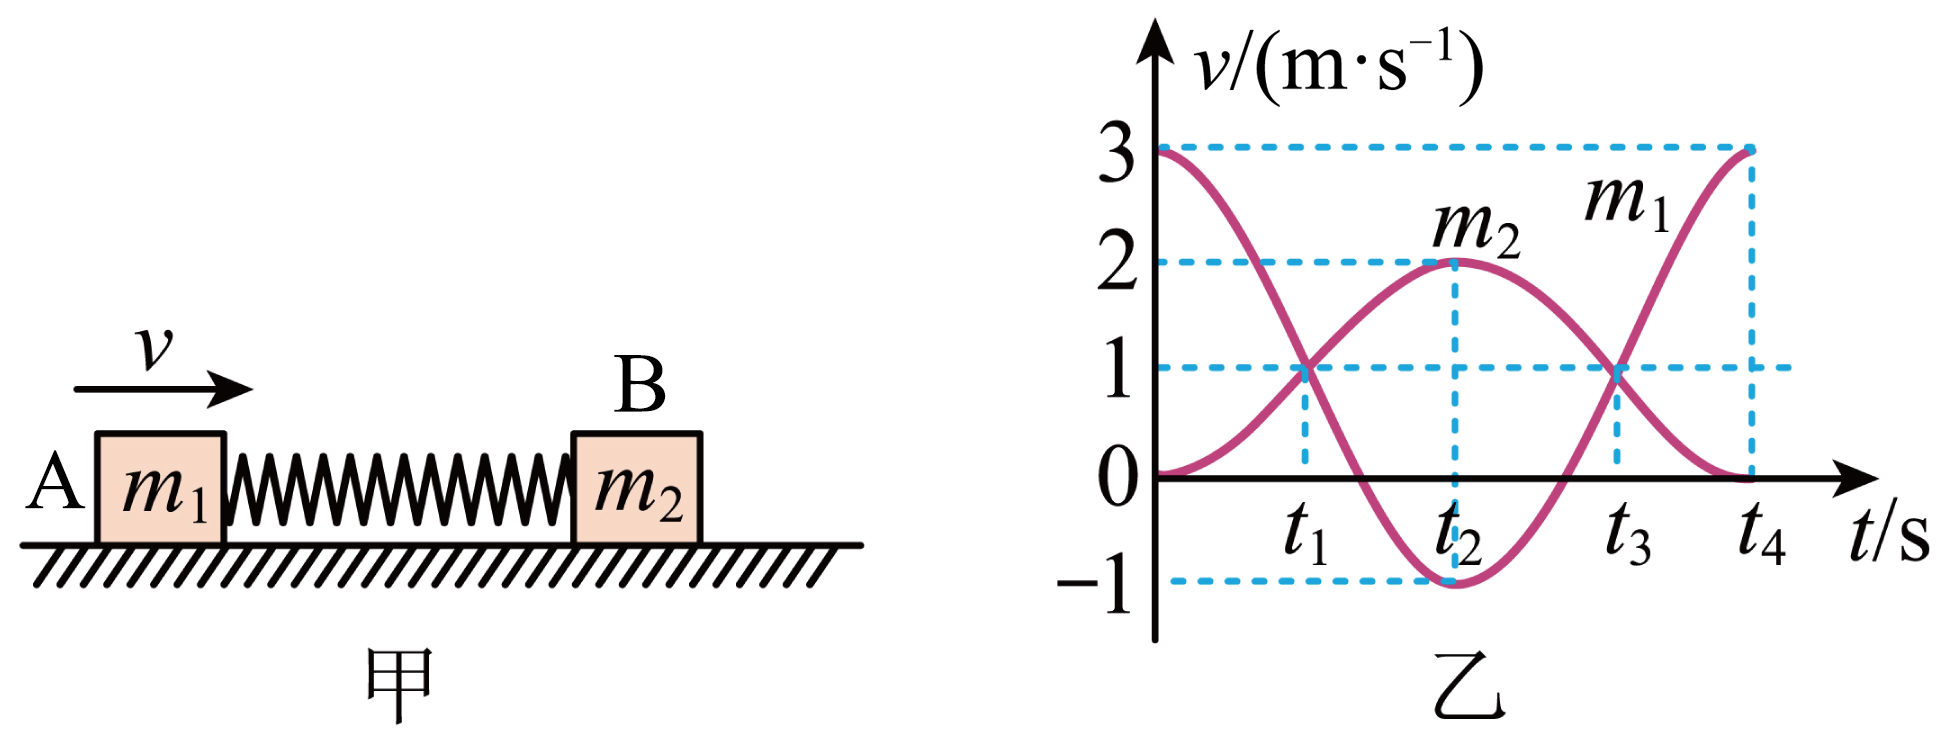 v
A
m₁
B
m₂
甲
v/(m·s⁻¹)
3
2
1
0
−1
m₂
m₁
t₁
t₂
t₃
t₄
t/s
乙